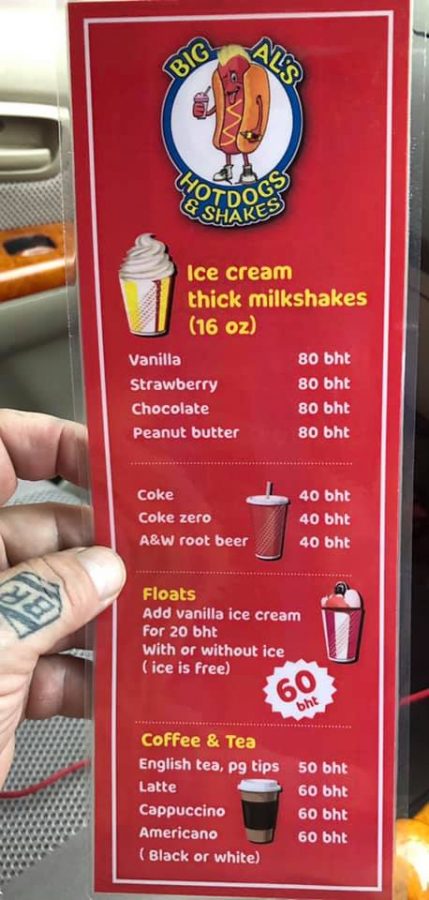 BIG AL'S
HOTDOGS
& SHAKES
Ice cream
thick milkshakes
(16 oz)
Vanilla 80 bht
Strawberry 80 bht
Chocolate 80 bht
Peanut butter 80 bht
Coke 40 bht
Coke zero 40 bht
A&W root beer 40 bht
Floats
Add vanilla ice cream
for 20 bht
With or without ice
( ice is free)
60
bht
Coffee & Tea
English tea, pg tips 50 bht
Latte 60 bht
Cappuccino 60 bht
Americano 60 bht
( Black or white)
BR